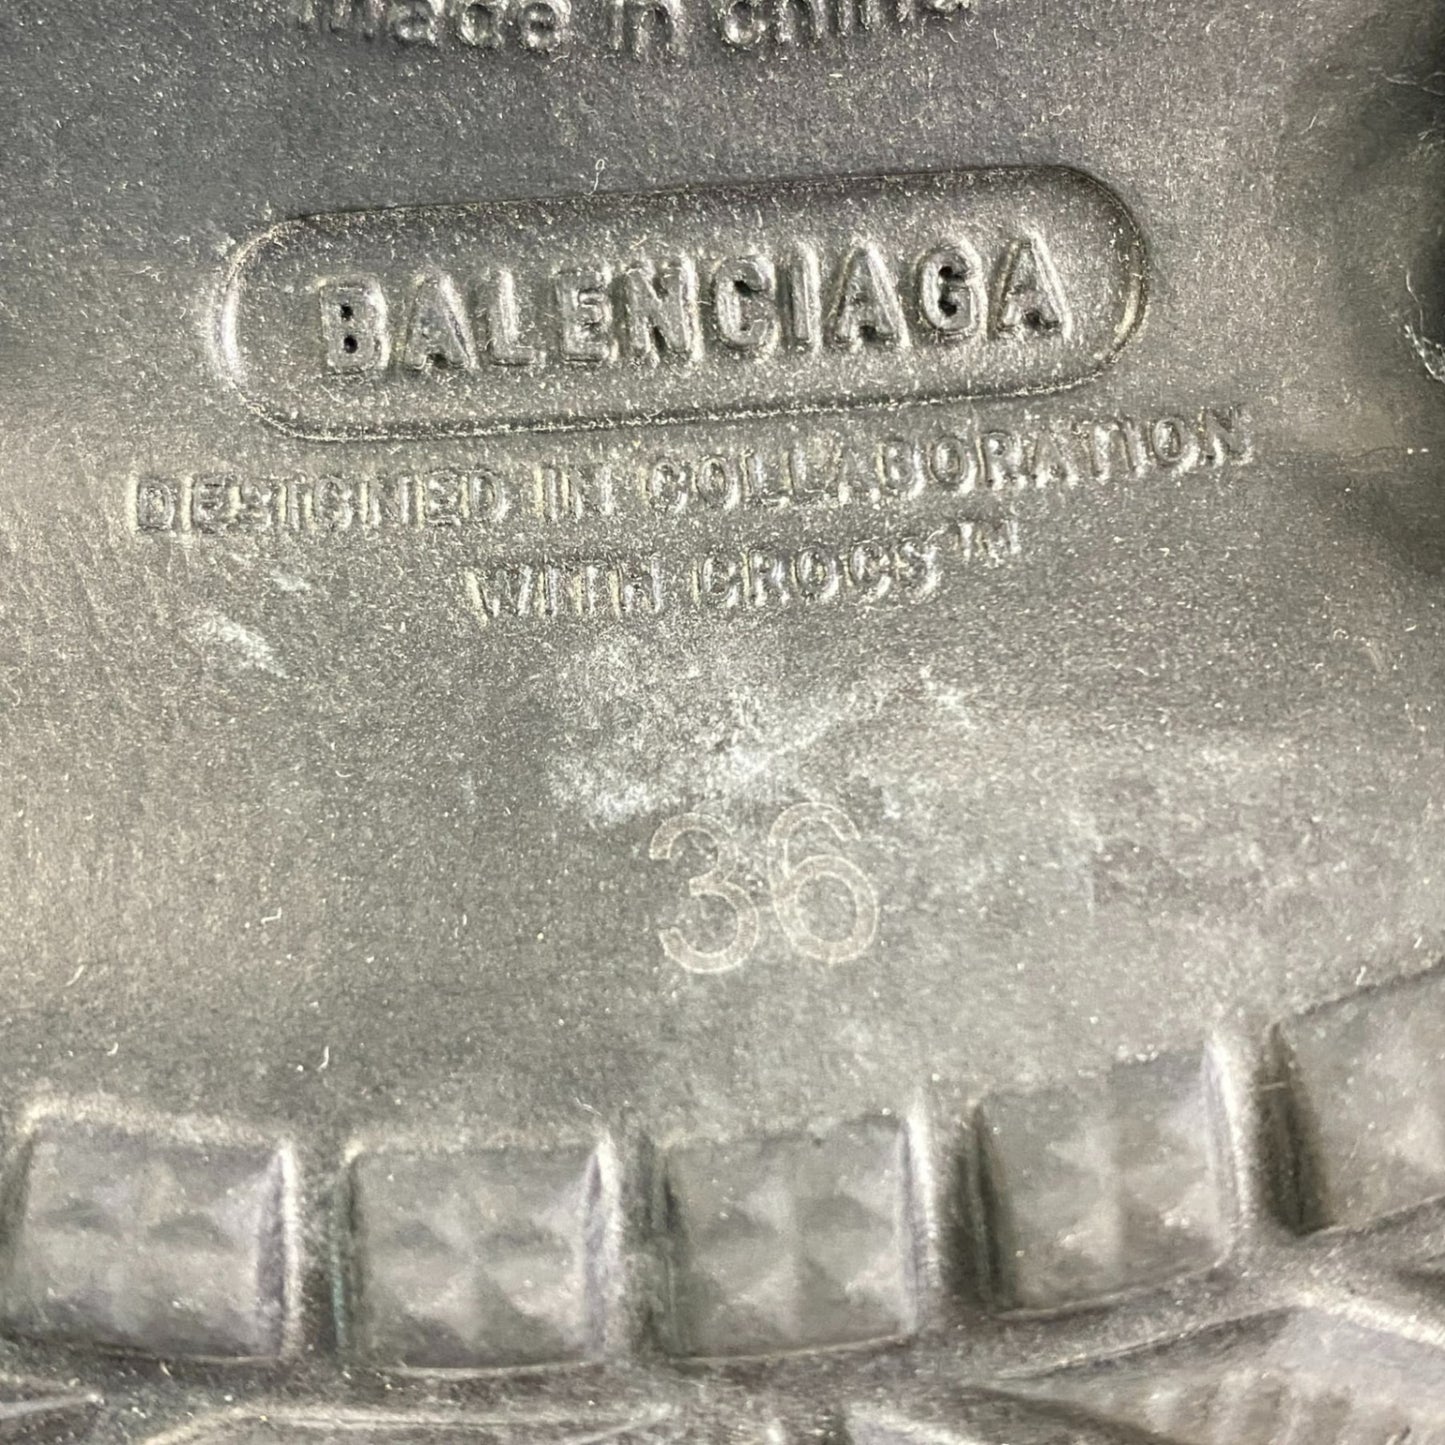 made in china
BALENCIAGA
DESIGNED IN COLLABORATION
WITH CROCS™
36